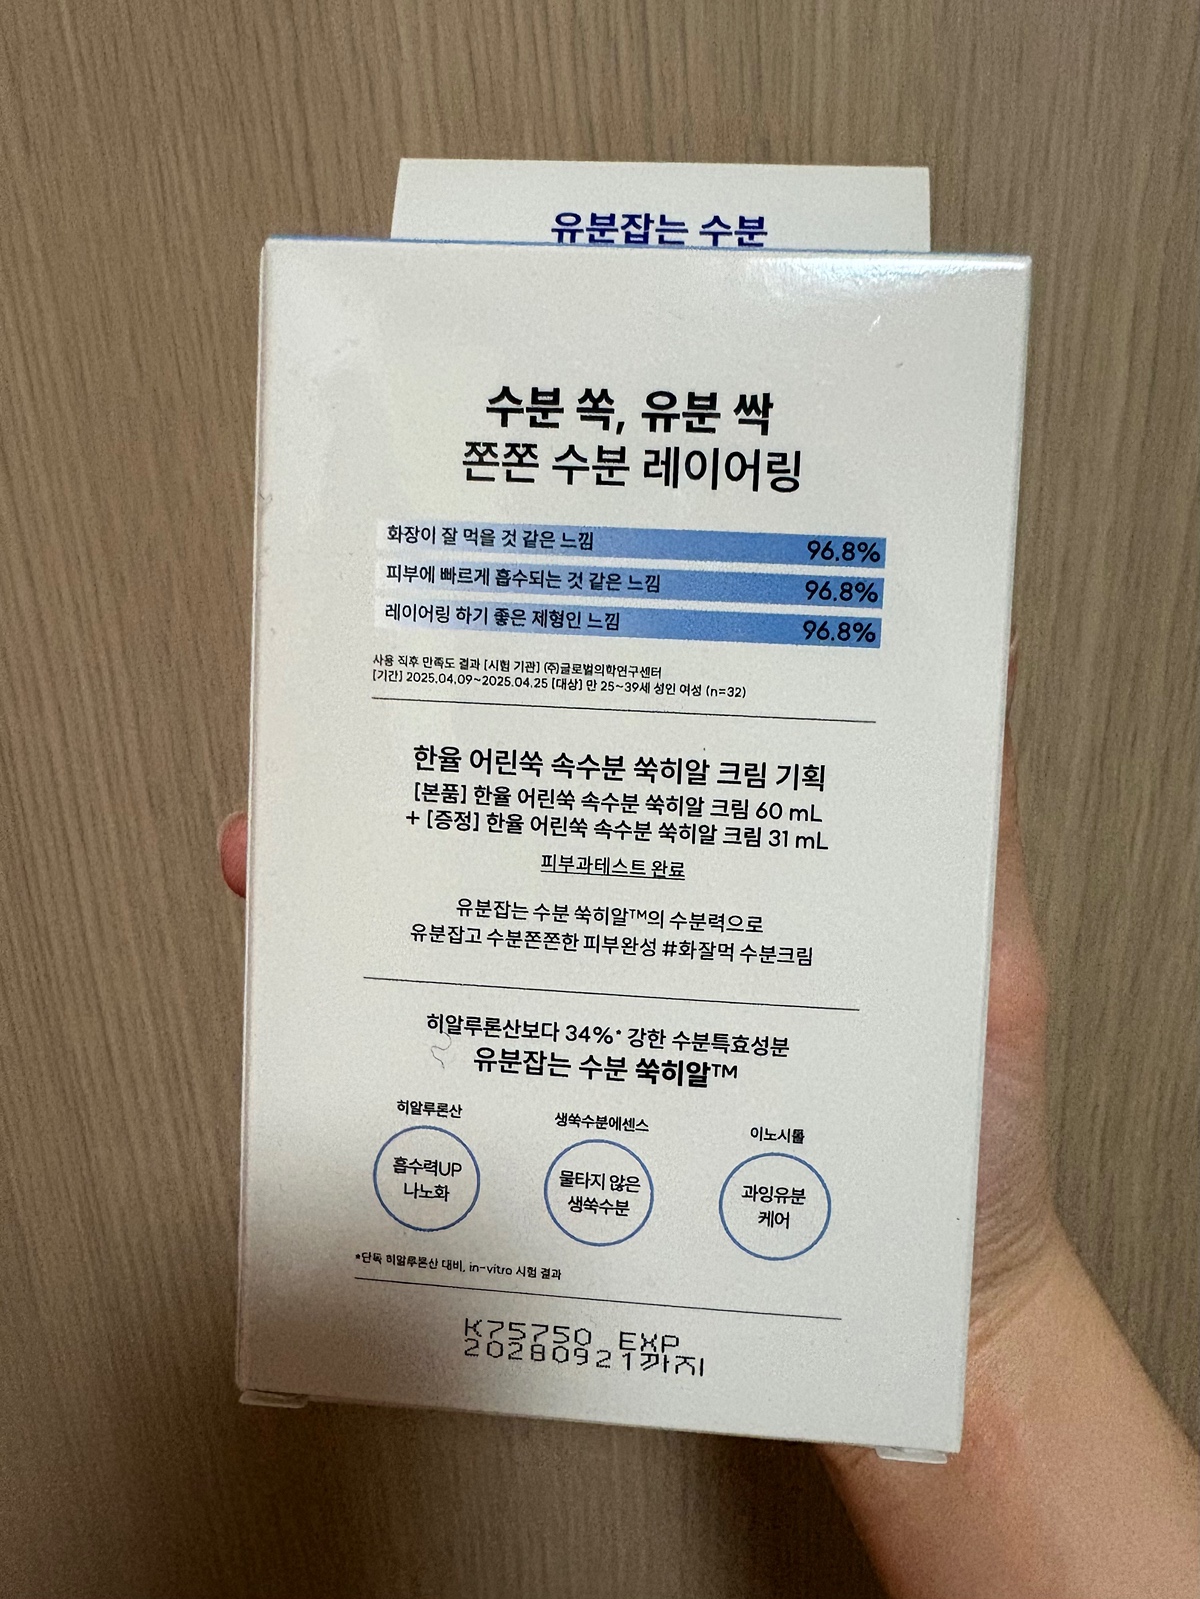 유분잡는 수분
수분 쏙, 유분 싹
쫀쫀 수분 레이어링
화장이 잘 먹을 것 같은 느낌 96.8%
피부에 빠르게 흡수되는 것 같은 느낌 96.8%
레이어링 하기 좋은 제형인 느낌 96.8%
사용 직후 만족도 결과 [시험 기관] (주)글로벌의학연구센터
[기간] 2025.04.09~2025.04.25 [대상] 만 25~39세 성인 여성 (n=32)
한율 어린쑥 속수분 쑥히알 크림 기획
[본품] 한율 어린쑥 속수분 쑥히알 크림 60 mL
+ [증정] 한율 어린쑥 속수분 쑥히알 크림 31 mL
피부과테스트 완료
유분잡는 수분 쑥히알™의 수분력으로
유분잡고 수분쫀쫀한 피부완성 #화잘먹 수분크림
히알루론산보다 34%* 강한 수분특효성분
유분잡는 수분 쑥히알™
히알루론산 생쑥수분에센스 이노시톨
흡수력UP
나노화
물타지 않은
생쑥수분
과잉유분
케어
*단독 히알루론산 대비, in-vitro 시험 결과
K75750 EXP
20280921까지